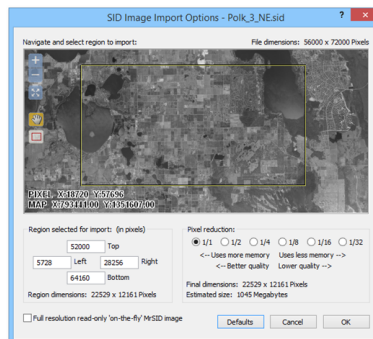 SID Image Import Options - Polk_3_NE.sid
? ×
Navigate and select region to import: File dimensions: 56000 x 72000 Pixels
PIXEL X:18720 Y:57696
MAP X:793441.00 Y:1351607.00
Region selected for import: (in pixels)
52000 Top
5728 Left 28256 Right
64160 Bottom
Region dimensions: 22529 x 12161 Pixels
Pixel reduction:
1/1 1/2 1/4 1/8 1/16 1/32
<-- Uses more memory Uses less memory -->
<-- Better quality Lower quality -->
Final dimensions: 22529 x 12161 Pixels
Estimated size: 1045 Megabytes
Full resolution read-only 'on-the-fly' MrSID image
Defaults Cancel OK